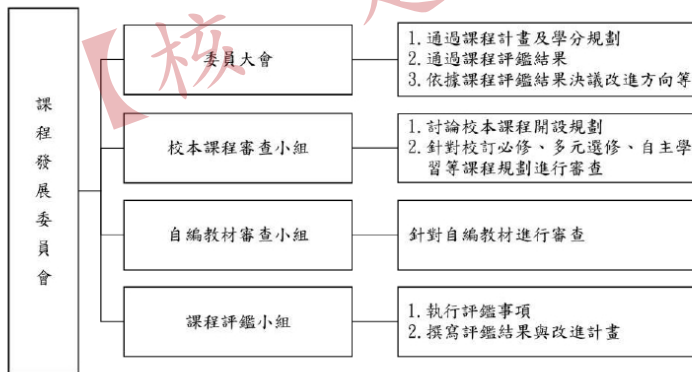 【核
課程發展委員會
委員大會
1.通過課程計畫及學分規劃
2.通過課程評鑑結果
3.依據課程評鑑結果決議改進方向等
校本課程審查小組
1.討論校本課程開設規劃
2.針對校訂必修、多元選修、自主學
習等課程規劃進行審查
自編教材審查小組
針對自編教材進行審查
課程評鑑小組
1.執行評鑑事項
2.撰寫評鑑結果與改進計畫